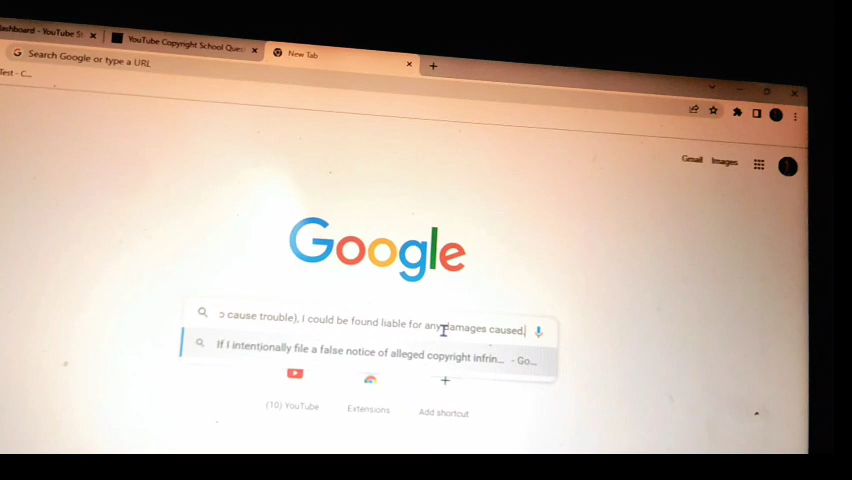 ashboard - YouTube St
YouTube Copyright School Quest
New Tab
Search Google or type a URL
Test - C...
Gmail
Images
Google
o cause trouble), I could be found liable for any damages caused.
If I intentionally file a false notice of alleged copyright infrin... - Go...
(10) YouTube
Extensions
Add shortcut